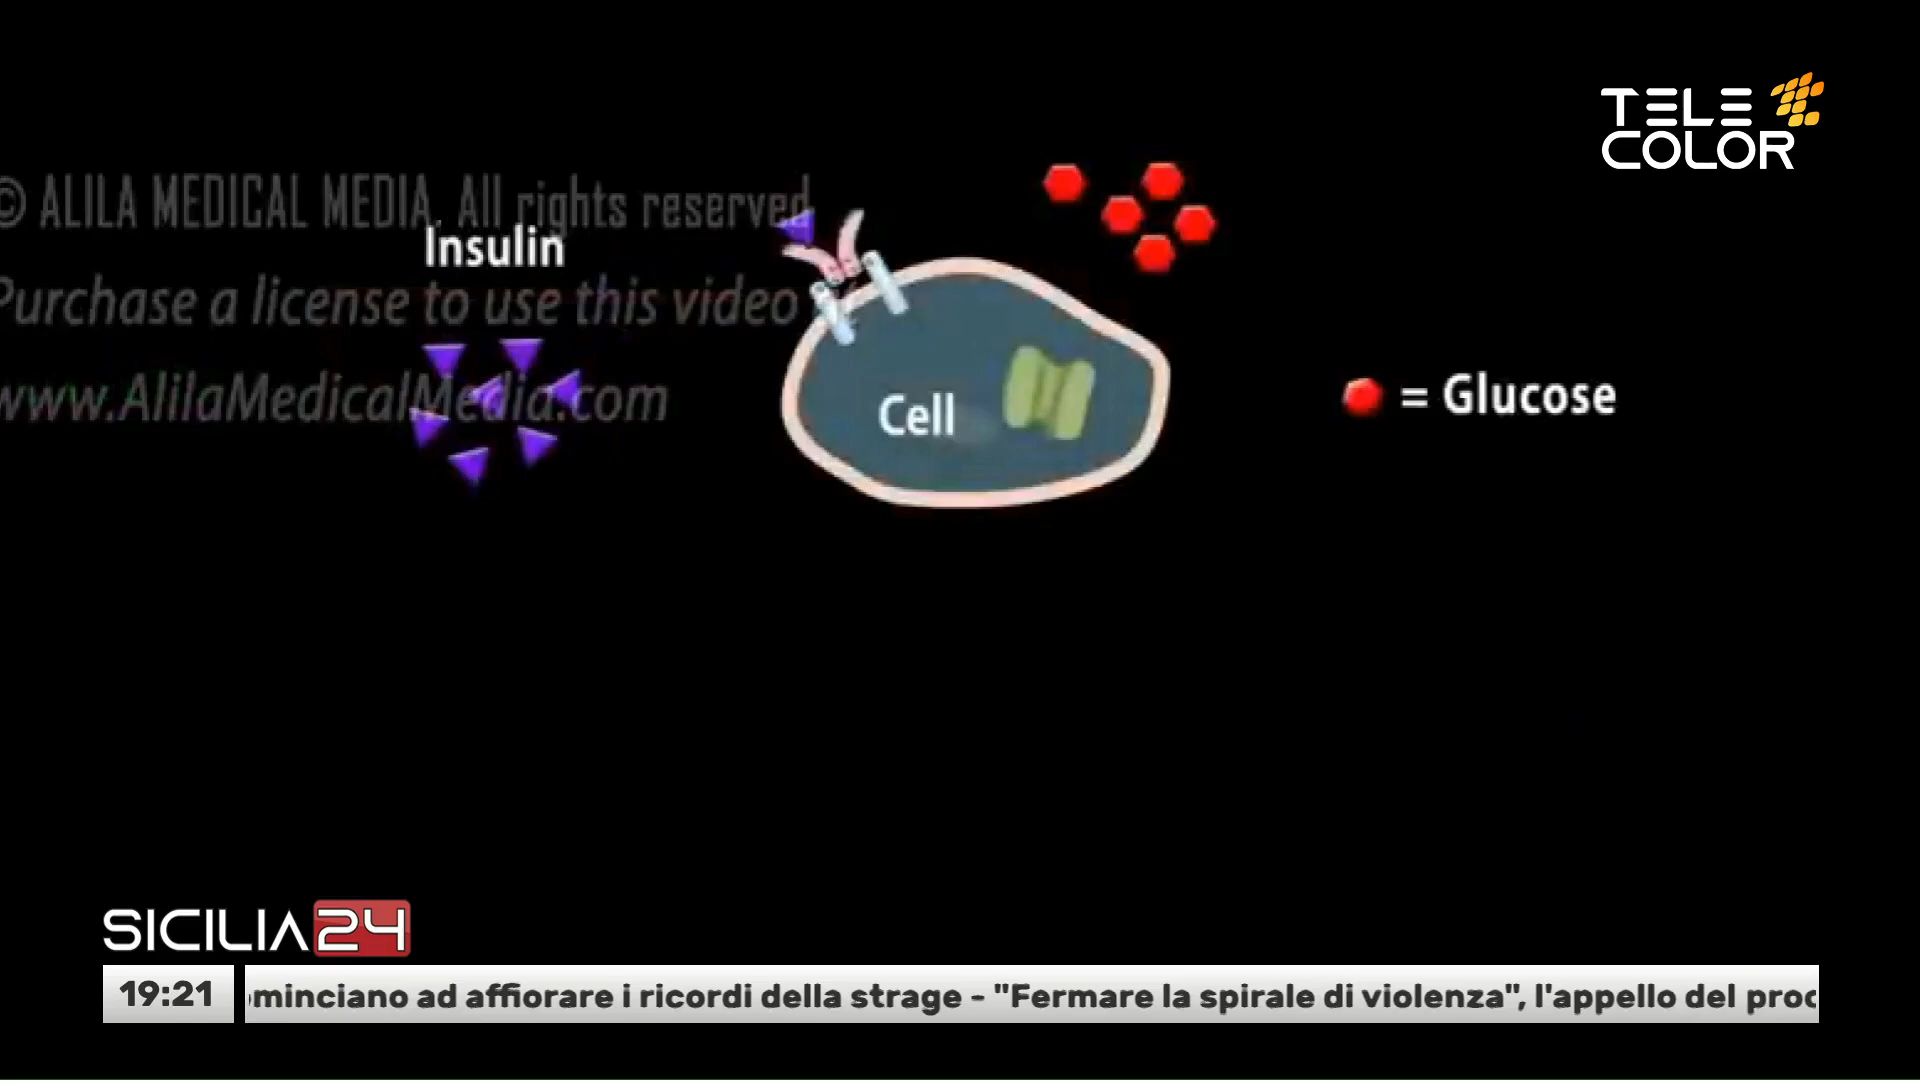 TELE
COLOR
© ALILA MEDICAL MEDIA. All rights reserved
Insulin
Purchase a license to use this video
www.AlilaMedicalMedia.com
Cell
= Glucose
SICILIA24
19:21
minciano ad affiorare i ricordi della strage - "Fermare la spirale di violenza", l'appello del